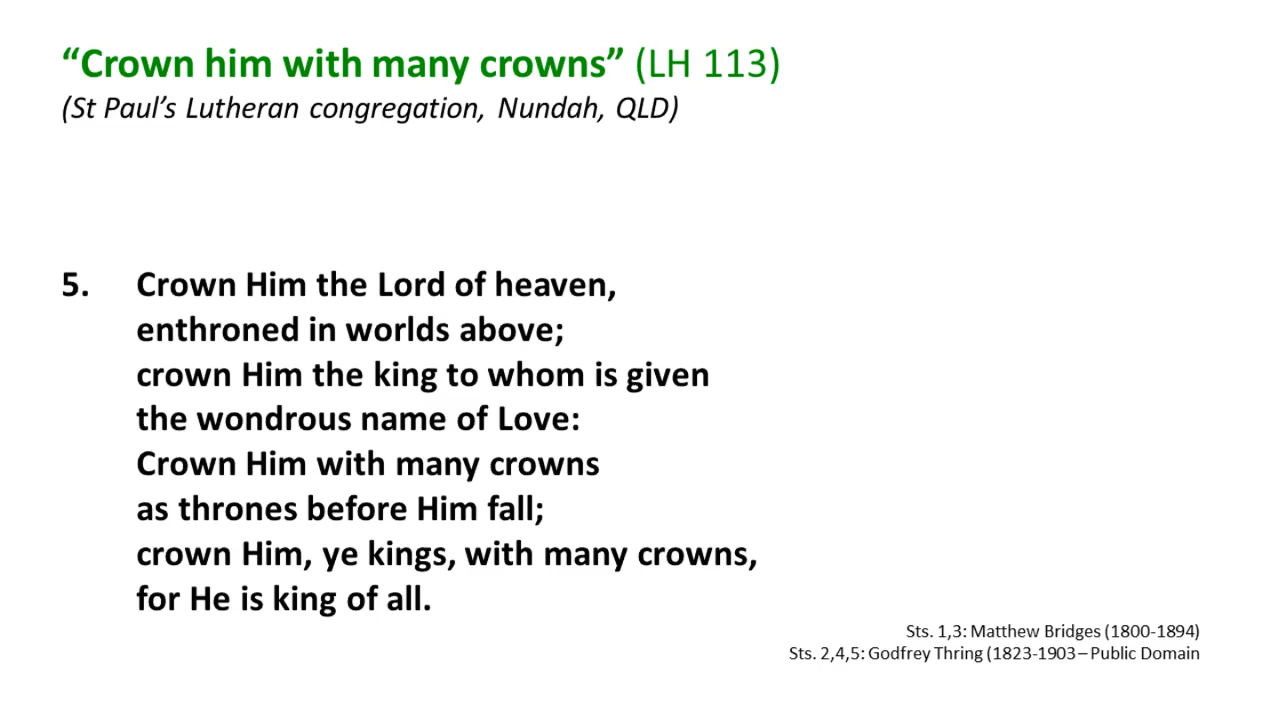 “Crown him with many crowns” (LH 113)
(St Paul’s Lutheran congregation, Nundah, QLD)
5. Crown Him the Lord of heaven,
enthroned in worlds above;
crown Him the king to whom is given
the wondrous name of Love:
Crown Him with many crowns
as thrones before Him fall;
crown Him, ye kings, with many crowns,
for He is king of all.
Sts. 1,3: Matthew Bridges (1800-1894)
Sts. 2,4,5: Godfrey Thring (1823-1903 – Public Domain